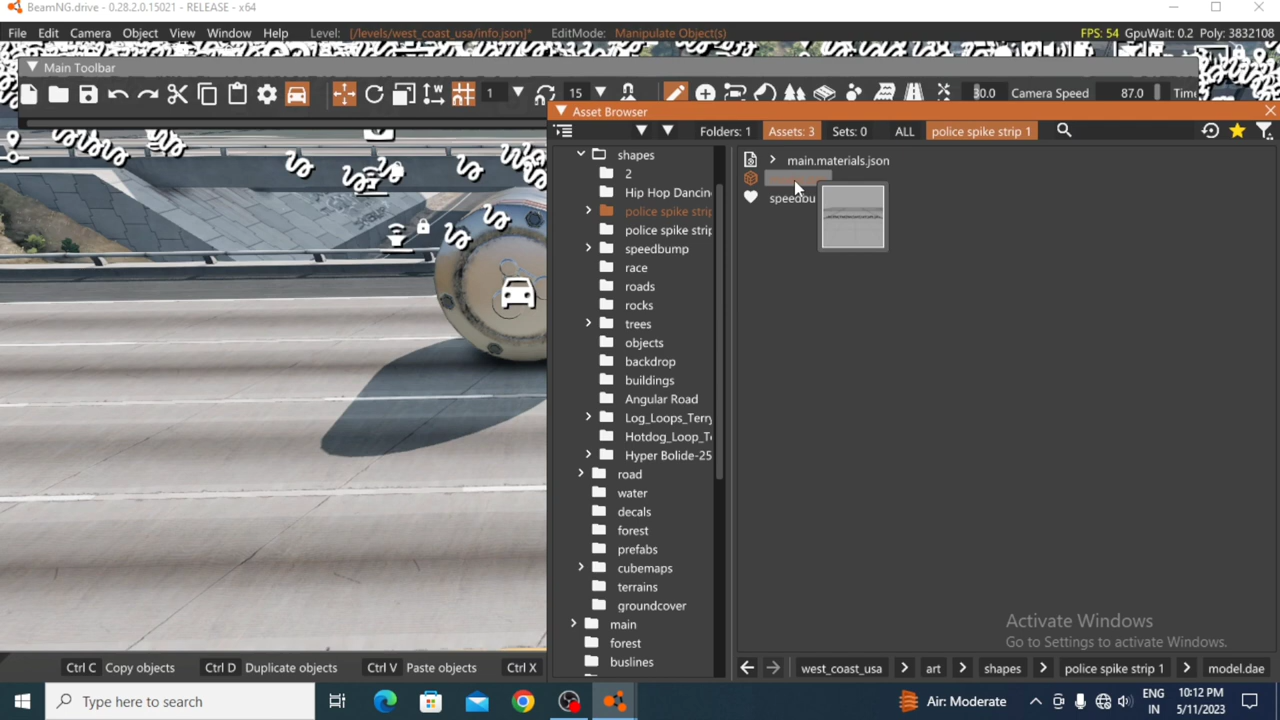 BeamNG.drive - 0.28.2.0.15021 - RELEASE - x64
File Edit Camera Object View Window Help Level: [/levels/west_coast_usa/info.json]* EditMode: Manipulate Object(s) FPS: 54 GpuWait: 0.2 Poly: 3832108
Main Toolbar
1 15 30.0 Camera Speed 87.0 Time
Asset Browser
Folders: 1 Assets: 3 Sets: 0 ALL police spike strip 1
shapes
2
Hip Hop Dancin
police spike strip
police spike strip
speedbump
race
roads
rocks
trees
objects
backdrop
buildings
Angular Road
Log_Loops_Terry
Hotdog_Loop_Te
Hyper Bolide-25
road
water
decals
forest
prefabs
cubemaps
terrains
groundcover
main
forest
buslines
main.materials.json
speedbu
Activate Windows
Go to Settings to activate Windows.
Ctrl C Copy objects Ctrl D Duplicate objects Ctrl V Paste objects Ctrl X
west_coast_usa > art > shapes > police spike strip 1 > model.dae
Type here to search
Air: Moderate
ENG
IN
10:12 PM
5/11/2023